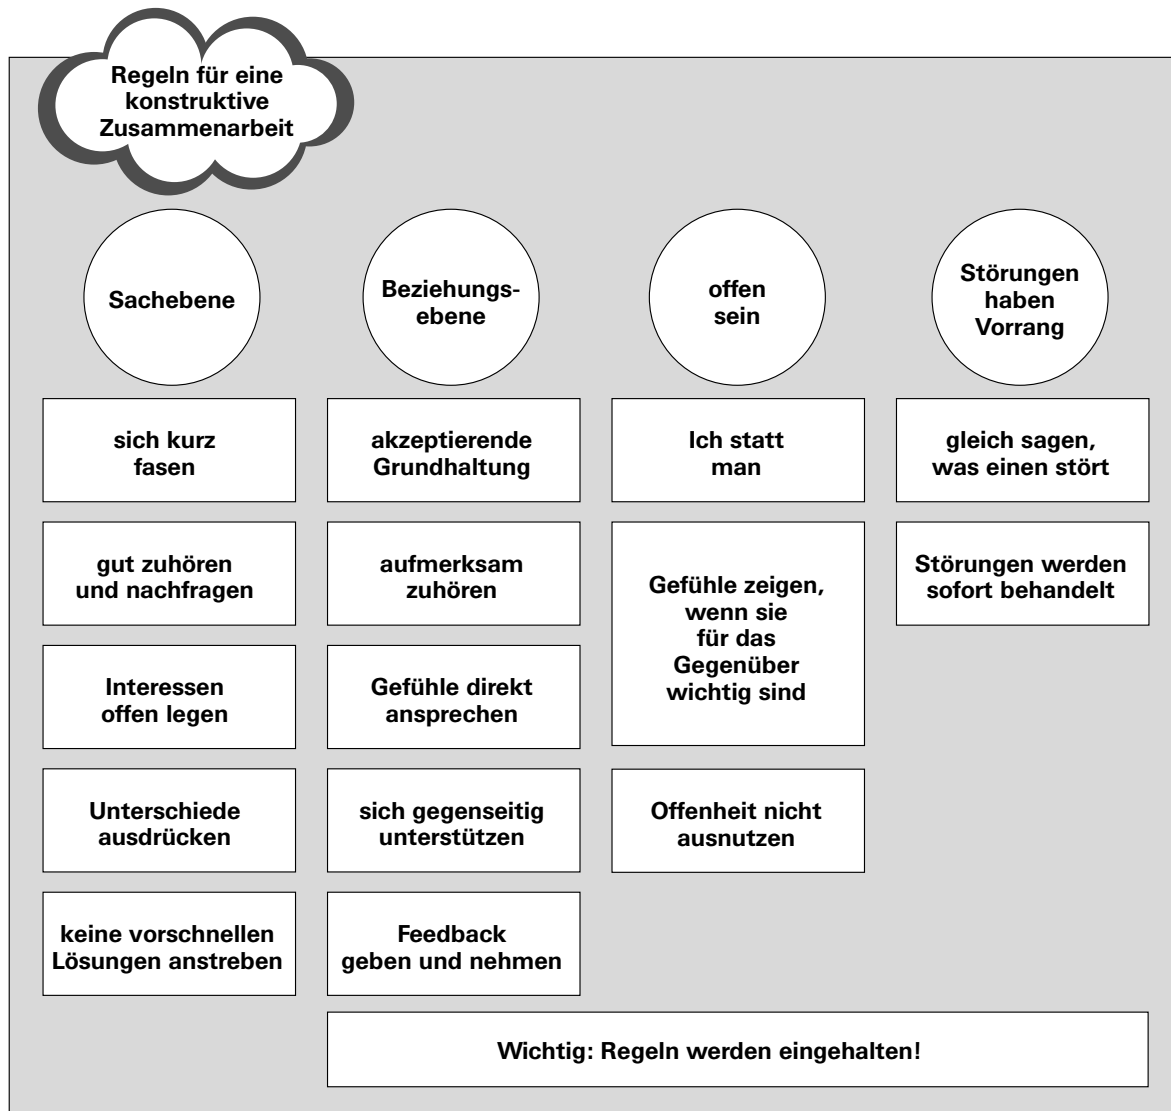 Regeln für eine
konstruktive
Zusammenarbeit
Sachebene
Beziehungs-
ebene
offen
sein
Störungen
haben
Vorrang
sich kurz
fasen
gut zuhören
und nachfragen
Interessen
offen legen
Unterschiede
ausdrücken
keine vorschnellen
Lösungen anstreben
akzeptierende
Grundhaltung
aufmerksam
zuhören
Gefühle direkt
ansprechen
sich gegenseitig
unterstützen
Feedback
geben und nehmen
Ich statt
man
Gefühle zeigen,
wenn sie
für das
Gegenüber
wichtig sind
Offenheit nicht
ausnutzen
gleich sagen,
was einen stört
Störungen werden
sofort behandelt
Wichtig: Regeln werden eingehalten!